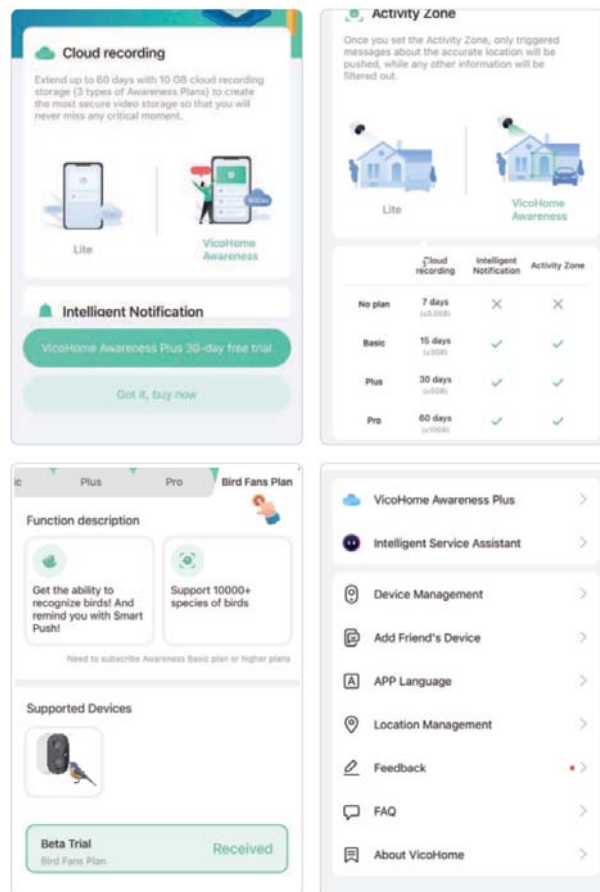 Cloud recording
Extend up to 60 days with 10 GB cloud recording
storage (3 types of Awareness Plans) to create
the most secure video storage so that you will
never miss any critical moment.
Lite
VicoHome
Awareness
Intelligent Notification
VicoHome Awareness Plus 30-day free trial
Got it, buy now
Activity Zone
Once you set the Activity Zone, only triggered
messages about the accurate location will be
pushed, while any other information will be
filtered out.
Lite
VicoHome
Awareness
Cloud
recording
Intelligent
Notification
Activity Zone
No plan
7 days
(≤0.5GB)
Basic
15 days
Plus
30 days
Pro
60 days
(≤10GB)
Plus
Pro
Bird Fans Plan
Function description
Get the ability to
recognize birds! And
remind you with Smart
Push!
Support 10000+
species of birds
Need to subscribe Awareness Basic plan or higher plans
Supported Devices
Beta Trial
Bird Fans Plan
Received
VicoHome Awareness Plus
Intelligent Service Assistant
Device Management
Add Friend's Device
APP Language
Location Management
Feedback
FAQ
About VicoHome